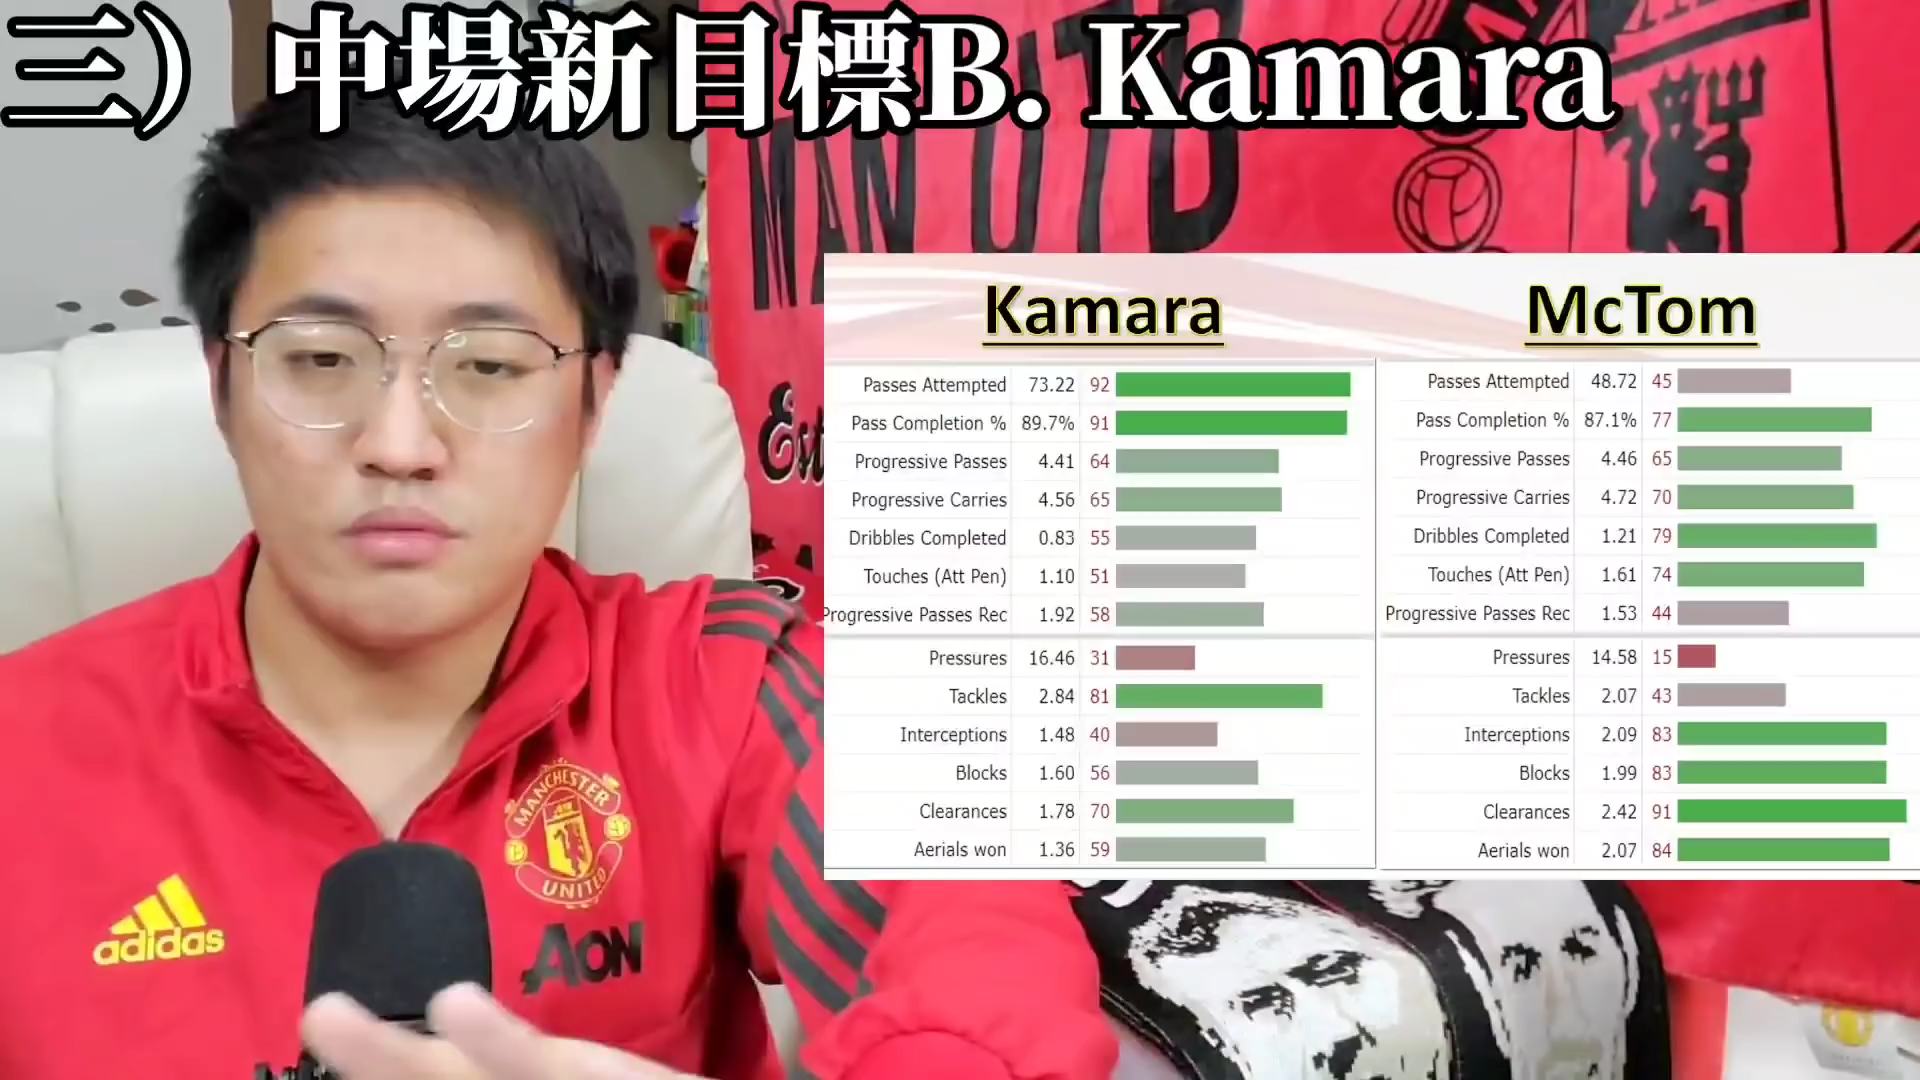 三） 中場新目標B. Kamara
MAN UTD
MAN UTD
Est
Kamara
Passes Attempted 73.22 92
Pass Completion % 89.7% 91
Progressive Passes 4.41 64
Progressive Carries 4.56 65
Dribbles Completed 0.83 55
Touches (Att Pen) 1.10 51
Progressive Passes Rec 1.92 58
Pressures 16.46 31
Tackles 2.84 81
Interceptions 1.48 40
Blocks 1.60 56
Clearances 1.78 70
Aerials won 1.36 59
McTom
Passes Attempted 48.72 45
Pass Completion % 87.1% 77
Progressive Passes 4.46 65
Progressive Carries 4.72 70
Dribbles Completed 1.21 79
Touches (Att Pen) 1.61 74
Progressive Passes Rec 1.53 44
Pressures 14.58 15
Tackles 2.07 43
Interceptions 2.09 83
Blocks 1.99 83
Clearances 2.42 91
Aerials won 2.07 84
MANCHESTER
UNITED
adidas
AON